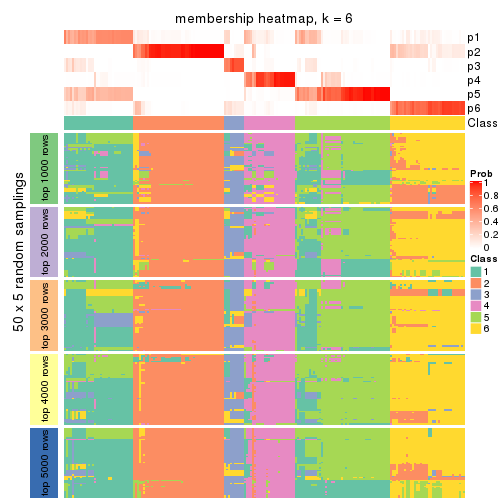 membership heatmap, k = 6
p1
p2
p3
p4
p5
p6
Class
50 x 5 random samplings
top 1000 rows
top 2000 rows
top 3000 rows
top 4000 rows
top 5000 rows
Prob
1
0.8
0.6
0.4
0.2
0
Class
1
2
3
4
5
6